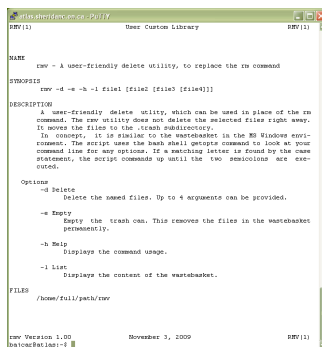 atlas.sheridanc.on.ca - PuTTY
RMV(1) User Custom Library RMV(1)
NAME
rmv - A user-friendly delete utility, to replace the rm command
SYNOPSIS
rmv -d -e -h -l file1 [file2 [file3 [file4]]]
DESCRIPTION
A user-friendly delete utlity, which can be used in place of the rm
command. The rmv utility does not delete the selected files right away.
It moves the files to the .trash subdirectory.
In concept, it is similar to the wastebasket in the MS Windows envi-
ronment. The script uses the bash shell getopts command to look at your
command line for any options. If a matching letter is found by the case
statement, the script commands up until the two semicolons are exe-
cuted.
Options
-d Delete
Delete the named files. Up to 4 arguments can be provided.
-e Empty
Empty the trash can. This removes the files in the wastebasket
permanently.
-h Help
Displays the command usage.
-l List
Displays the content of the wastebasket.
FILES
/home/full/path/rmv
rmv Version 1.00 November 3, 2009 RMV(1)
bajcar@atlas:~$